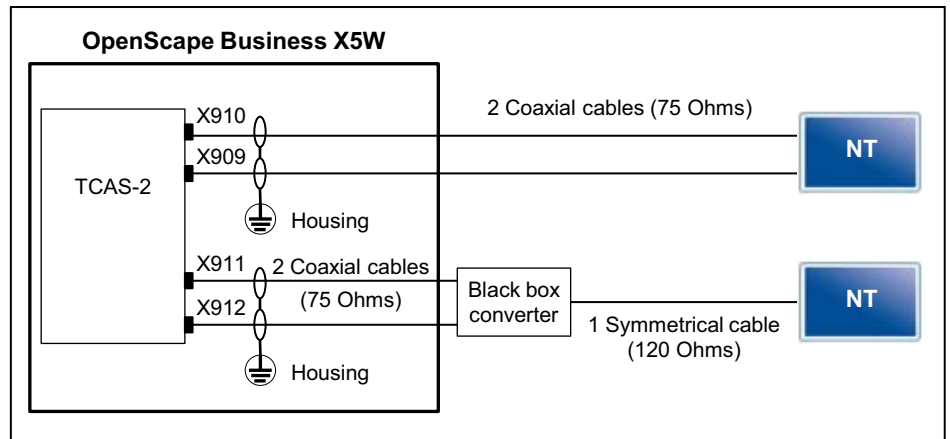 OpenScape Business X5W
X910
2 Coaxial cables (75 Ohms)
NT
X909
TCAS-2
Housing
X911
2 Coaxial cables
(75 Ohms)
X912
Black box
converter
NT
1 Symmetrical cable
(120 Ohms)
Housing